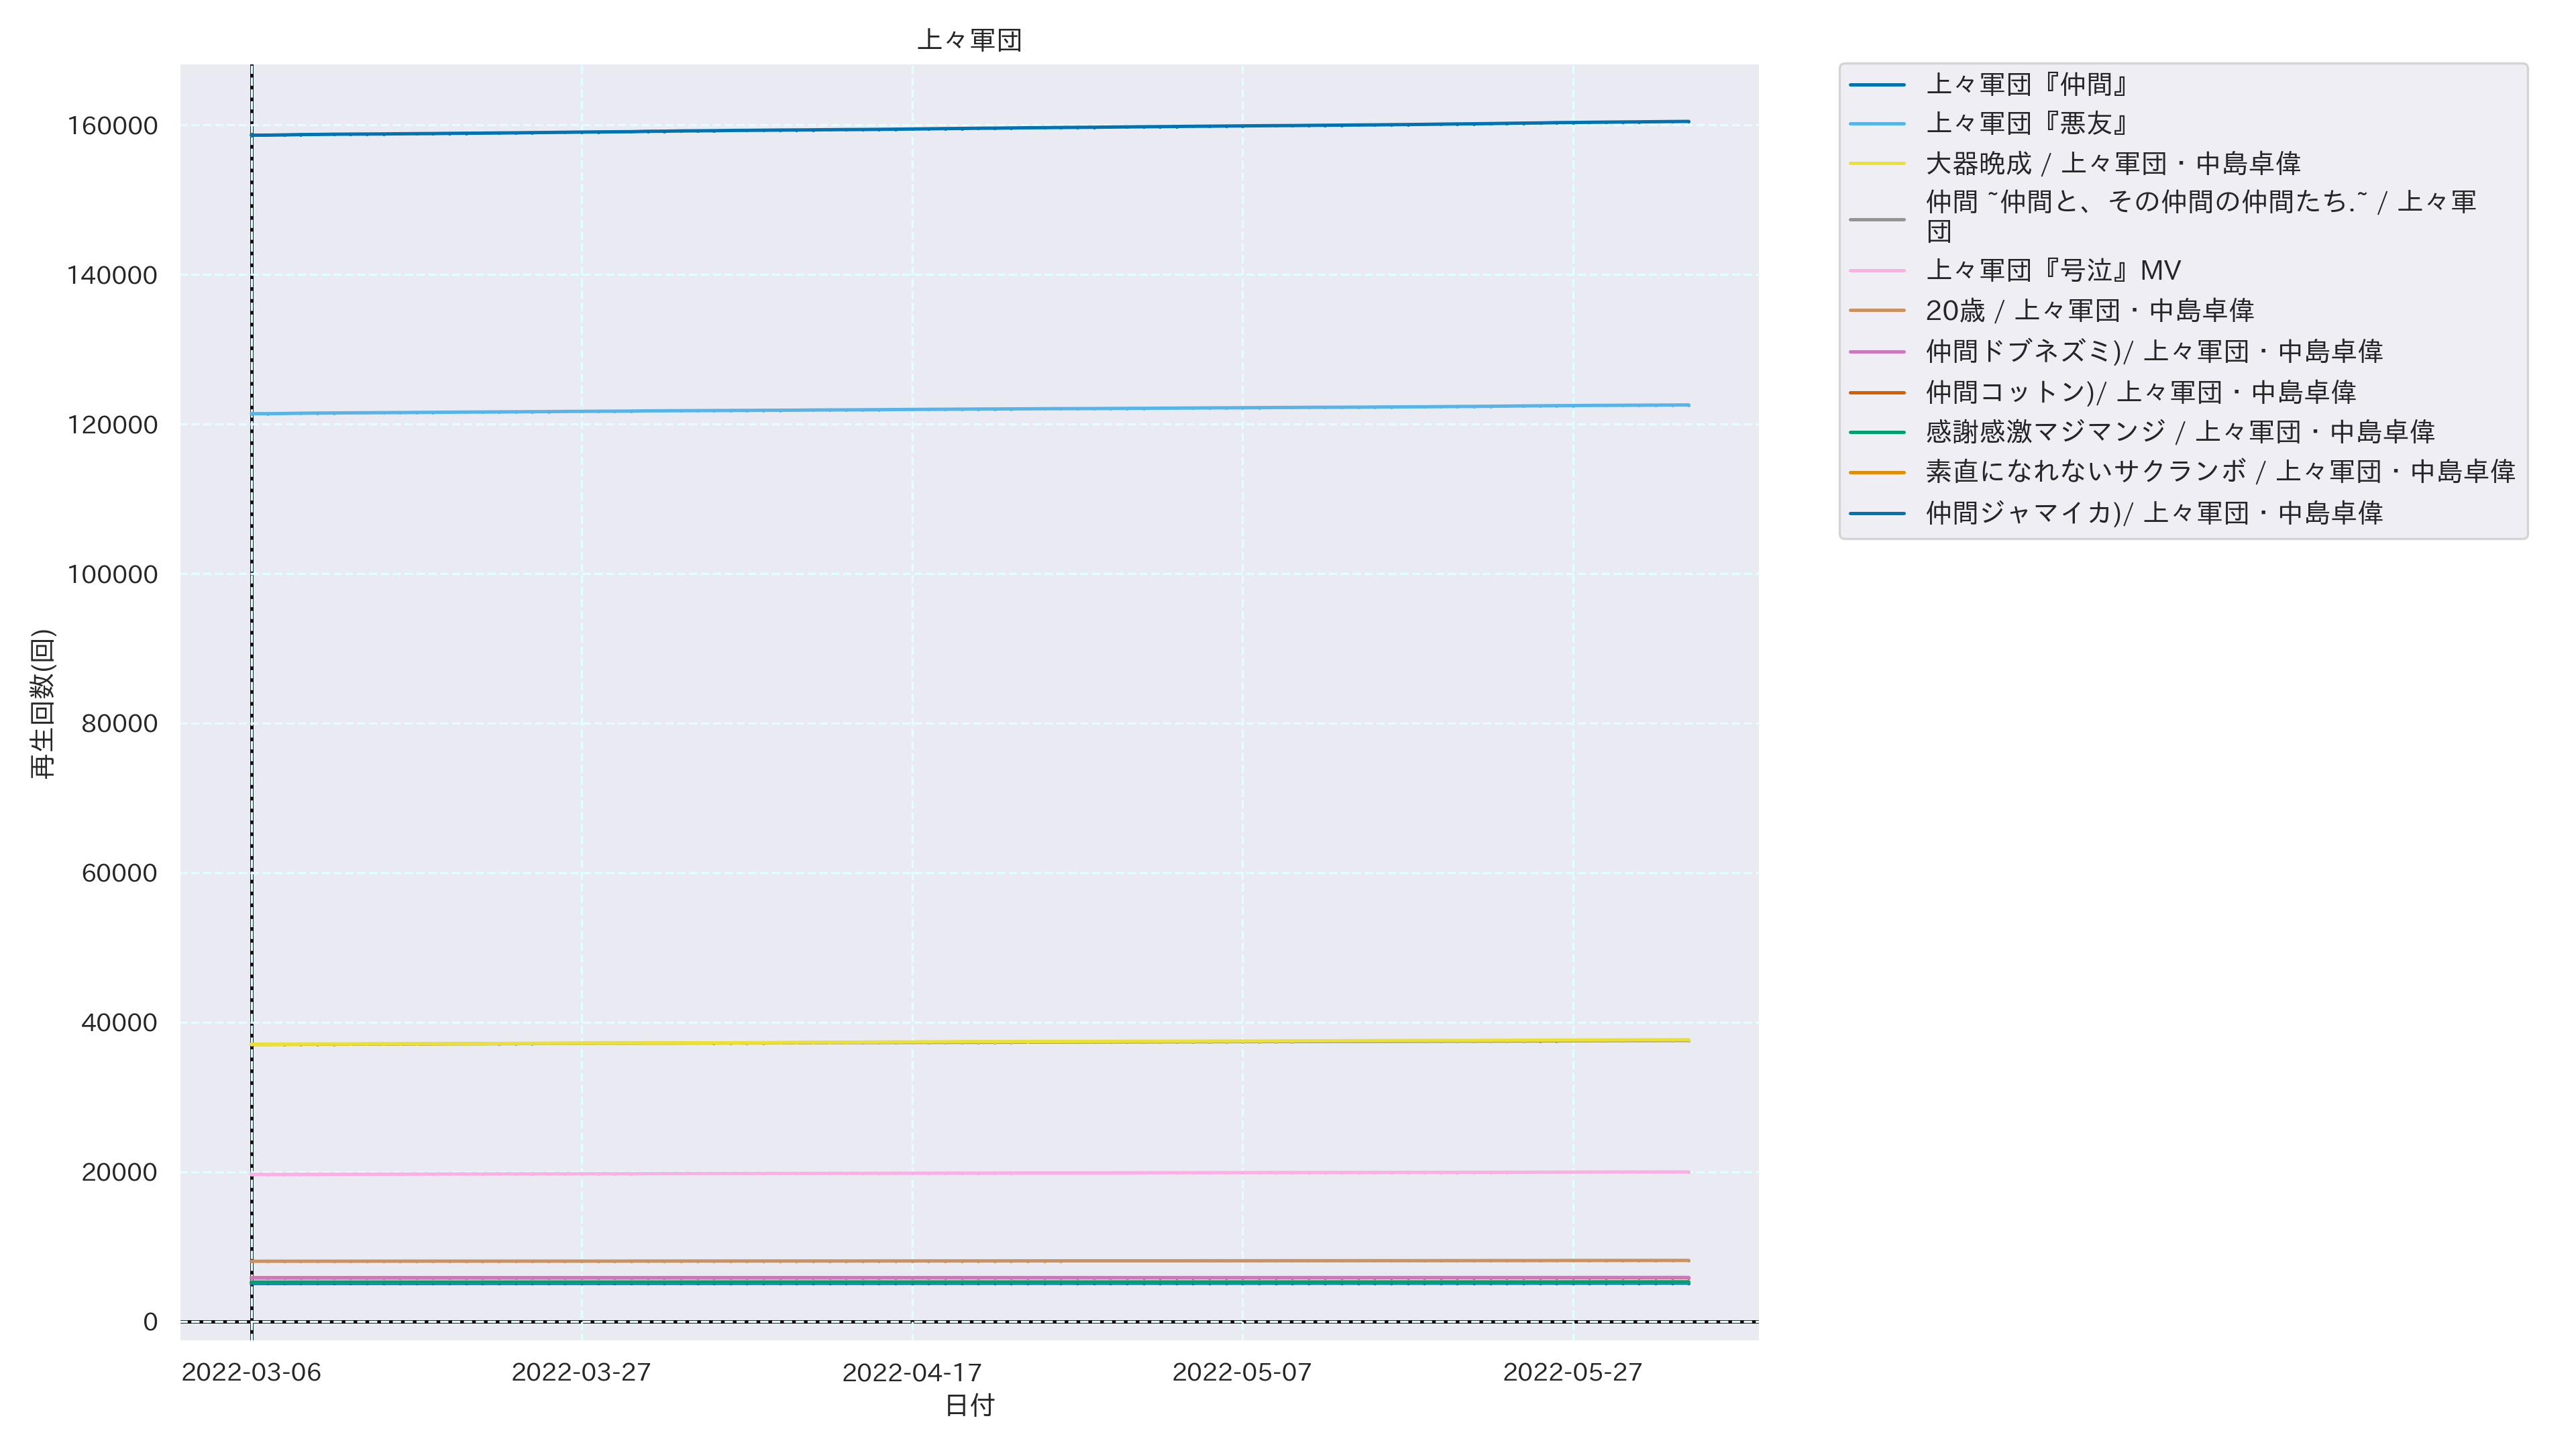 上々軍団
再生回数(回)
160000
140000
120000
100000
80000
60000
40000
20000
0
2022-03-06
2022-03-27
2022-04-17
2022-05-07
2022-05-27
日付
上々軍団『仲間』
上々軍団『悪友』
大器晩成 / 上々軍団・中島卓偉
仲間 ~仲間と、その仲間の仲間たち.~ / 上々軍
団
上々軍団『号泣』MV
20歳 / 上々軍団・中島卓偉
仲間ドブネズミ)/ 上々軍団・中島卓偉
仲間コットン)/ 上々軍団・中島卓偉
感謝感激マジマンジ / 上々軍団・中島卓偉
素直になれないサクランボ / 上々軍団・中島卓偉
仲間ジャマイカ)/ 上々軍団・中島卓偉